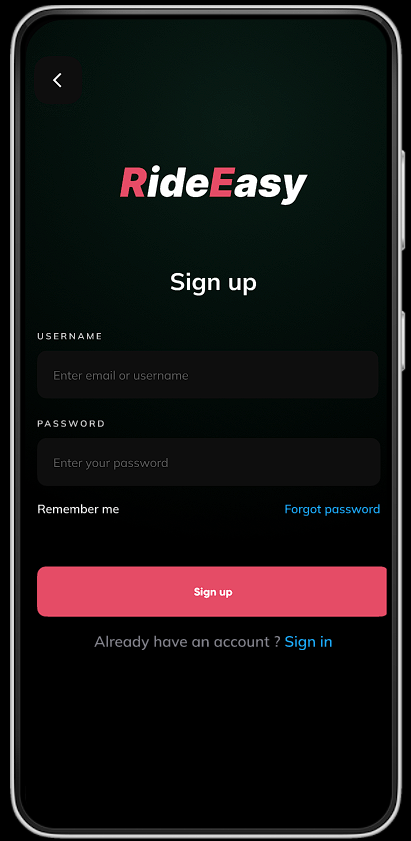 RideEasy
Sign up
USERNAME
Enter email or username
PASSWORD
Enter your password
Remember me Forgot password
Sign up
Already have an account ? Sign in